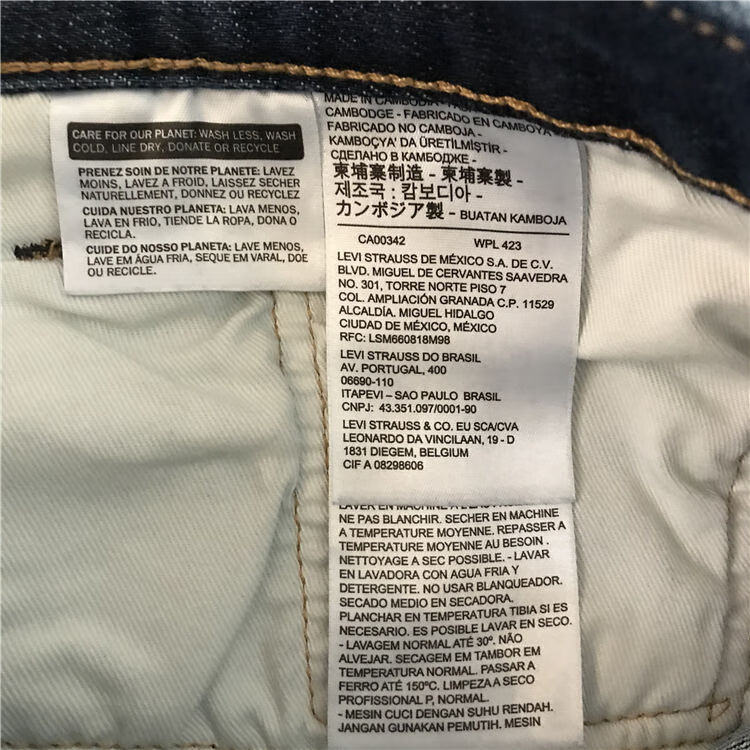 CARE FOR OUR PLANET: WASH LESS, WASH
COLD, LINE DRY, DONATE OR RECYCLE
PRENEZ SOIN DE NOTRE PLANETE: LAVEZ
MOINS, LAVEZ A FROID, LAISSEZ SECHER
NATURELLEMENT, DONNEZ OU RECYCLEZ
CUIDA NUESTRO PLANETA: LAVA MENOS,
LAVA EN FRIO, TIENDE LA ROPA, DONA O
RECICLA.
CUIDE DO NOSSO PLANETA: LAVE MENOS,
LAVE EM ÁGUA FRIA, SEQUE EM VARAL, DOE
OU RECICLE.
MADE IN CAMBODIA -
CAMBODGE - FABRICADO EN CAMBOYA
FABRICADO NO CAMBOJA -
KAMBOÇYA' DA ÜRETİLMİŞTIR -
СДЕЛАНО В КАМБОДЖЕ -
柬埔寨制造 - 柬埔寨製 -
제조국 : 캄보디아 -
カンボジア製 - BUATAN KAMBOJA
CA00342 WPL 423
LEVI STRAUSS DE MÉXICO S.A. DE C.V.
BLVD. MIGUEL DE CERVANTES SAAVEDRA
NO. 301, TORRE NORTE PISO 7
COL. AMPLIACIÓN GRANADA C.P. 11529
ALCALDÍA. MIGUEL HIDALGO
CIUDAD DE MÉXICO, MÉXICO
RFC: LSM660818M98
LEVI STRAUSS DO BRASIL
AV. PORTUGAL, 400
06690-110
ITAPEVI – SAO PAULO BRASIL
CNPJ: 43.351.097/0001-90
LEVI STRAUSS & CO. EU SCA/CVA
LEONARDO DA VINCILAAN, 19 - D
1831 DIEGEM, BELGIUM
CIF A 08298606
LAVER EN MACHINE A L'EAU
NE PAS BLANCHIR. SECHER EN MACHINE
A TEMPERATURE MOYENNE. REPASSER A
TEMPERATURE MOYENNE AU BESOIN .
NETTOYAGE A SEC POSSIBLE. - LAVAR
EN LAVADORA CON AGUA FRIA Y
DETERGENTE. NO USAR BLANQUEADOR.
SECADO MEDIO EN SECADORA.
PLANCHAR EN TEMPERATURA TIBIA SI ES
NECESARIO. ES POSIBLE LAVAR EN SECO.
- LAVAGEM NORMAL ATÉ 30º. NÃO
ALVEJAR. SECAGEM EM TAMBOR EM
TEMPERATURA NORMAL. PASSAR A
FERRO ATÉ 150ºC. LIMPEZA A SECO
PROFISSIONAL P, NORMAL.
- MESIN CUCI DENGAN SUHU RENDAH.
JANGAN GUNAKAN PEMUTIH. MESIN